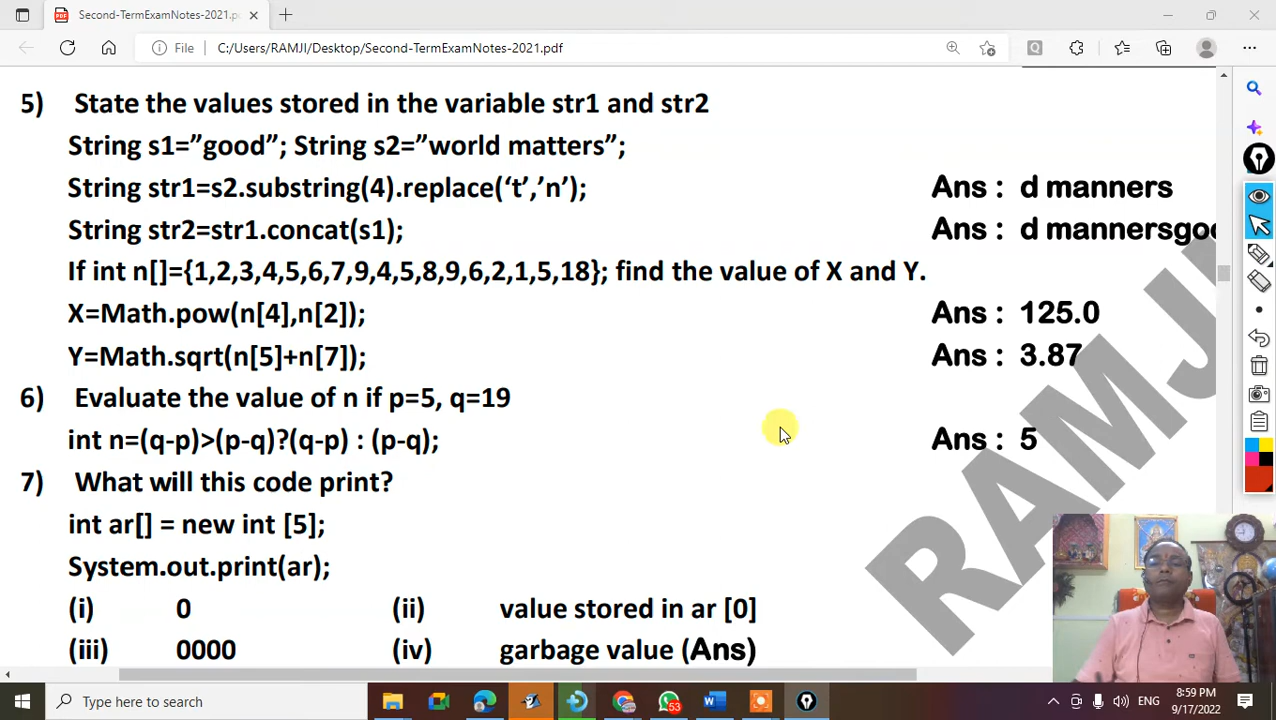 Second-TermExamNotes-2021.p
File C:/Users/RAMJI/Desktop/Second-TermExamNotes-2021.pdf
5) State the values stored in the variable str1 and str2
String s1=”good”; String s2=”world matters”;
String str1=s2.substring(4).replace(‘t’,’n’); Ans : d manners
String str2=str1.concat(s1); Ans : d mannersgoo
If int n[]={1,2,3,4,5,6,7,9,4,5,8,9,6,2,1,5,18}; find the value of X and Y.
X=Math.pow(n[4],n[2]); Ans : 125.0
Y=Math.sqrt(n[5]+n[7]); Ans : 3.87
6) Evaluate the value of n if p=5, q=19
int n=(q-p)>(p-q)?(q-p) : (p-q); Ans : 5
7) What will this code print?
int ar[] = new int [5];
System.out.print(ar);
(i) 0 (ii) value stored in ar [0]
(iii) 0000 (iv) garbage value (Ans)
RAMJI
Type here to search
53
ENG
8:59 PM
9/17/2022